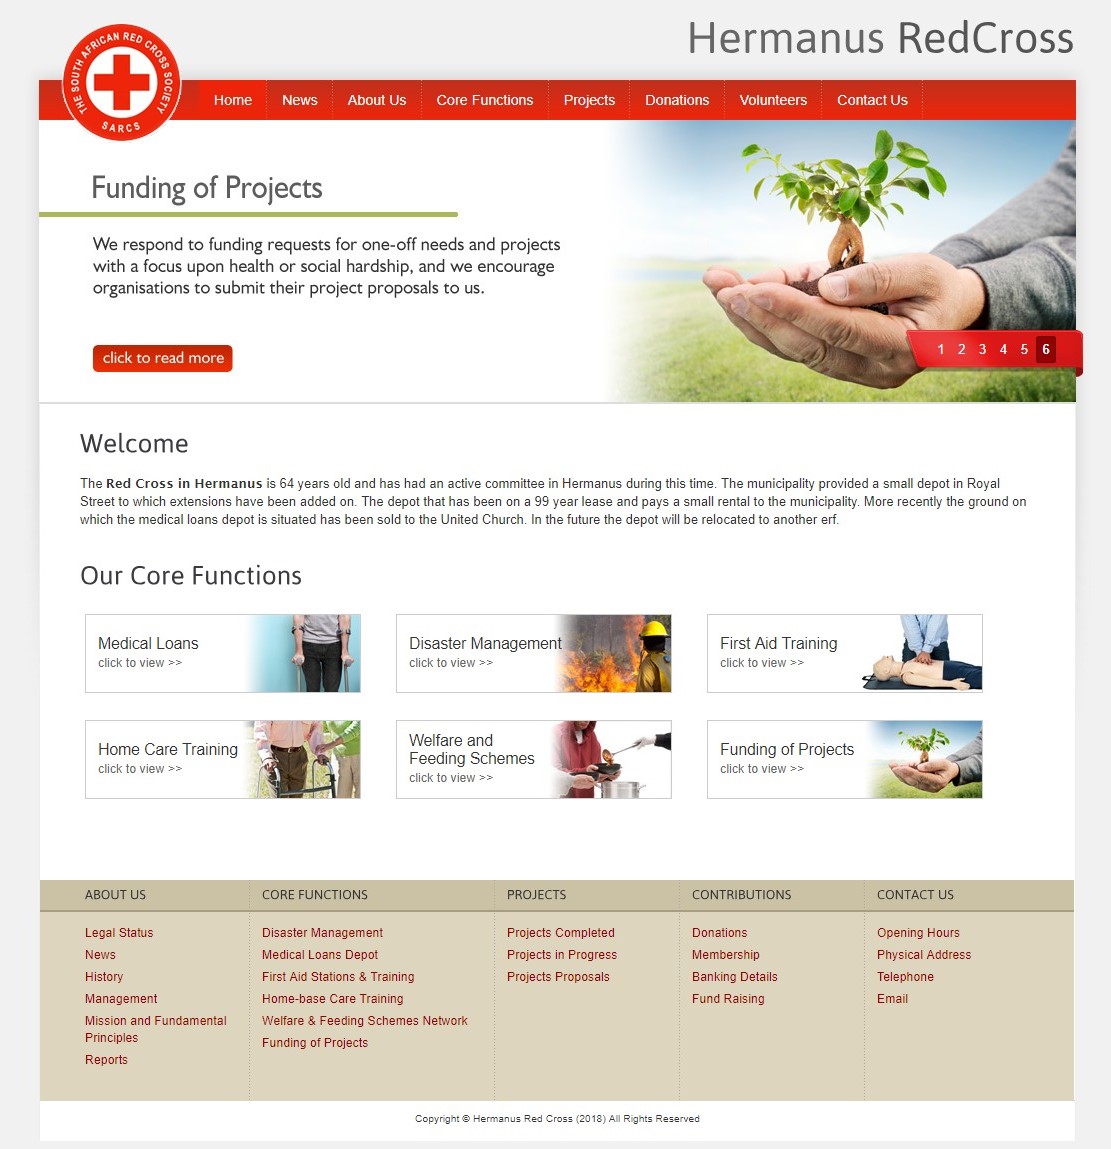 Hermanus RedCross
THE SOUTH AFRICAN RED CROSS SOCIETY
SARCS
Home News About Us Core Functions Projects Donations Volunteers Contact Us
Funding of Projects
We respond to funding requests for one-off needs and projects
with a focus upon health or social hardship, and we encourage
organisations to submit their project proposals to us.
click to read more
1 2 3 4 5 6
Welcome
The Red Cross in Hermanus is 64 years old and has had an active committee in Hermanus during this time. The municipality provided a small depot in Royal
Street to which extensions have been added on. The depot that has been on a 99 year lease and pays a small rental to the municipality. More recently the ground on
which the medical loans depot is situated has been sold to the United Church. In the future the depot will be relocated to another erf.
Our Core Functions
Medical Loans
click to view >>
Disaster Management
click to view >>
First Aid Training
click to view >>
Home Care Training
click to view >>
Welfare and
Feeding Schemes
click to view >>
Funding of Projects
click to view >>
ABOUT US
Legal Status
News
History
Management
Mission and Fundamental
Principles
Reports
CORE FUNCTIONS
Disaster Management
Medical Loans Depot
First Aid Stations & Training
Home-base Care Training
Welfare & Feeding Schemes Network
Funding of Projects
PROJECTS
Projects Completed
Projects in Progress
Projects Proposals
CONTRIBUTIONS
Donations
Membership
Banking Details
Fund Raising
CONTACT US
Opening Hours
Physical Address
Telephone
Email
Copyright © Hermanus Red Cross (2018) All Rights Reserved